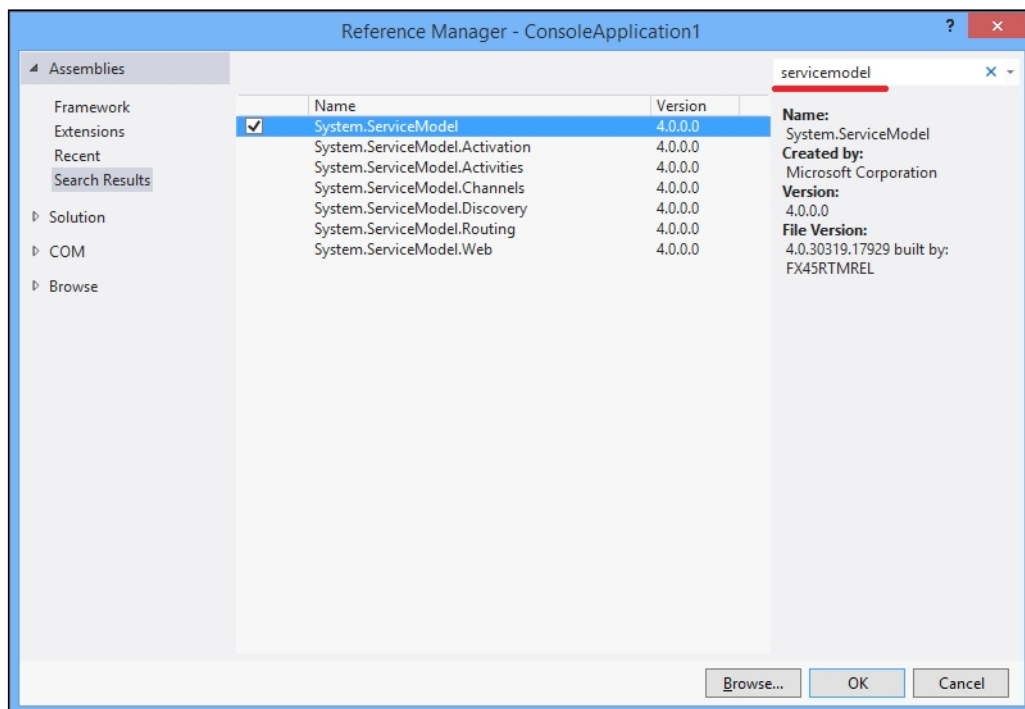 Reference Manager - ConsoleApplication1
?
Assemblies
Framework
Extensions
Recent
Search Results
Solution
COM
Browse
Name Version
System.ServiceModel 4.0.0.0
System.ServiceModel.Activation 4.0.0.0
System.ServiceModel.Activities 4.0.0.0
System.ServiceModel.Channels 4.0.0.0
System.ServiceModel.Discovery 4.0.0.0
System.ServiceModel.Routing 4.0.0.0
System.ServiceModel.Web 4.0.0.0
servicemodel
Name:
System.ServiceModel
Created by:
Microsoft Corporation
Version:
4.0.0.0
File Version:
4.0.30319.17929 built by:
FX45RTMREL
Browse... OK Cancel